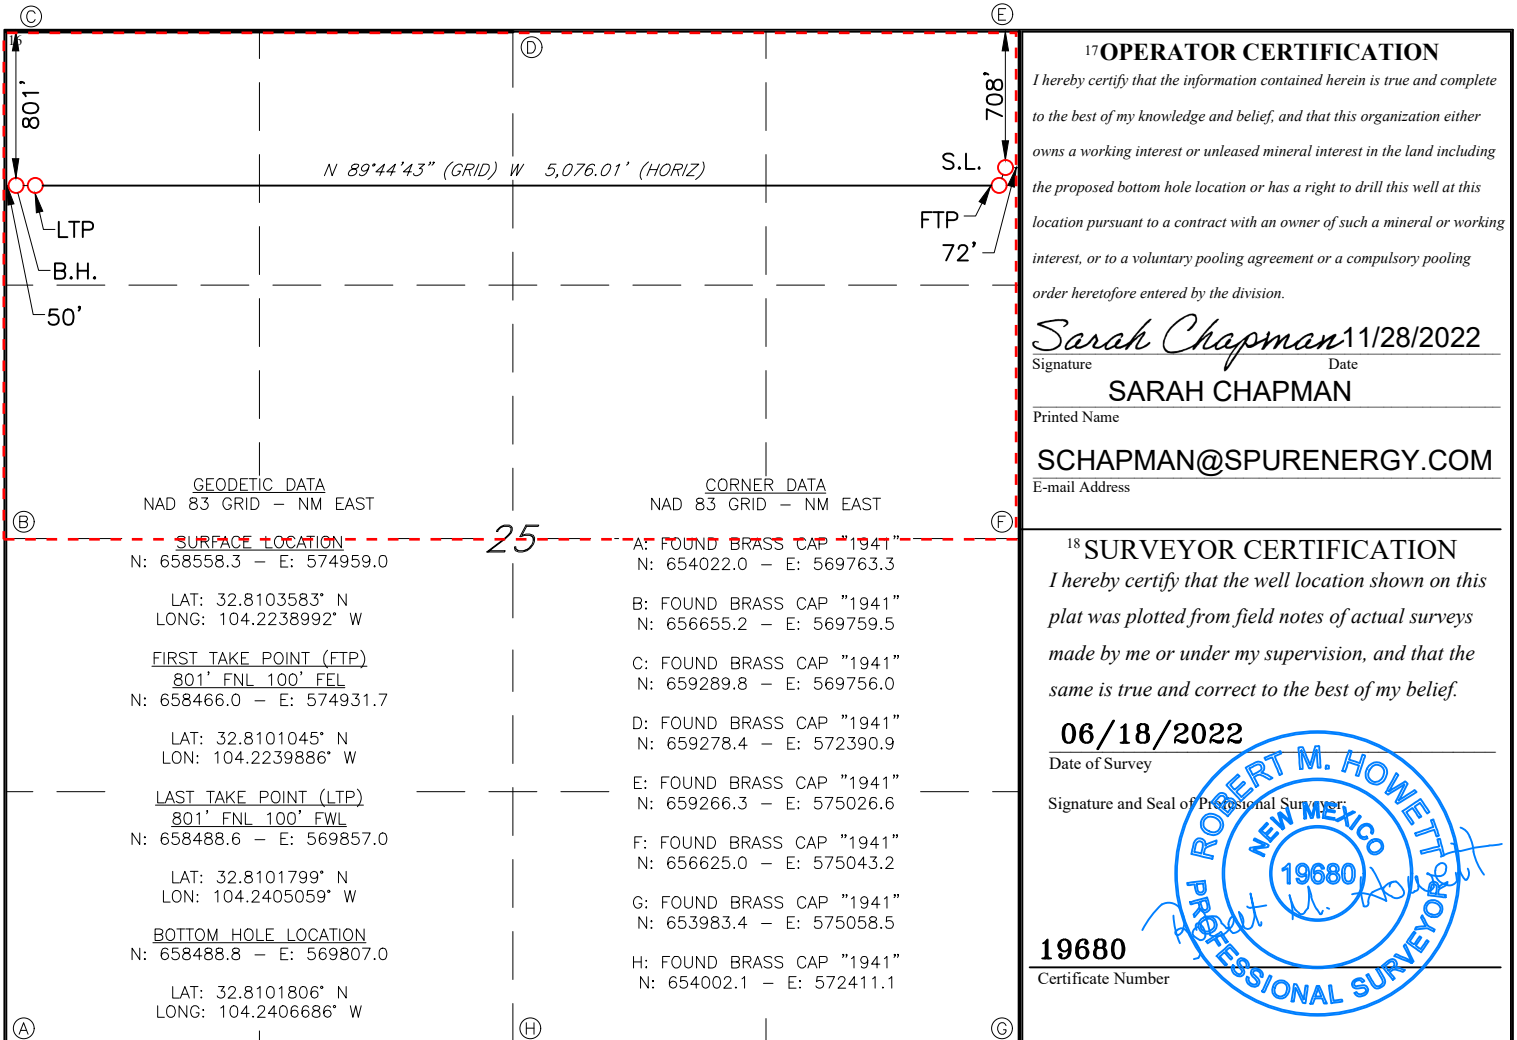 C
E
16
D
801'
708'
N 89°44'43" (GRID) W 5,076.01' (HORIZ)
S.L.
LTP
FTP
B.H.
72'
50'
GEODETIC DATA
NAD 83 GRID – NM EAST
B
SURFACE LOCATION
N: 658558.3 – E: 574959.0
LAT: 32.8103583° N
LONG: 104.2238992° W
FIRST TAKE POINT (FTP)
801' FNL 100' FEL
N: 658466.0 – E: 574931.7
LAT: 32.8101045° N
LON: 104.2239886° W
LAST TAKE POINT (LTP)
801' FNL 100' FWL
N: 658488.6 – E: 569857.0
LAT: 32.8101799° N
LON: 104.2405059° W
BOTTOM HOLE LOCATION
N: 658488.8 – E: 569807.0
LAT: 32.8101806° N
LONG: 104.2406686° W
A
25
CORNER DATA
NAD 83 GRID – NM EAST
F
A: FOUND BRASS CAP "1941"
N: 654022.0 – E: 569763.3
B: FOUND BRASS CAP "1941"
N: 656655.2 – E: 569759.5
C: FOUND BRASS CAP "1941"
N: 659289.8 – E: 569756.0
D: FOUND BRASS CAP "1941"
N: 659278.4 – E: 572390.9
E: FOUND BRASS CAP "1941"
N: 659266.3 – E: 575026.6
F: FOUND BRASS CAP "1941"
N: 656625.0 – E: 575043.2
G: FOUND BRASS CAP "1941"
N: 653983.4 – E: 575058.5
H: FOUND BRASS CAP "1941"
N: 654002.1 – E: 572411.1
H
G
17 OPERATOR CERTIFICATION
I hereby certify that the information contained herein is true and complete
to the best of my knowledge and belief, and that this organization either
owns a working interest or unleased mineral interest in the land including
the proposed bottom hole location or has a right to drill this well at this
location pursuant to a contract with an owner of such a mineral or working
interest, or to a voluntary pooling agreement or a compulsory pooling
order heretofore entered by the division.
Sarah Chapman 11/28/2022
Signature Date
SARAH CHAPMAN
Printed Name
SCHAPMAN@SPURENERGY.COM
E-mail Address
18 SURVEYOR CERTIFICATION
I hereby certify that the well location shown on this
plat was plotted from field notes of actual surveys
made by me or under my supervision, and that the
same is true and correct to the best of my belief.
06/18/2022
Date of Survey
Signature and Seal of Profesional Surveyor:
ROBERT M. HOWETT
NEW MEXICO
19680
PROFESSIONAL SURVEYOR
Robert M. Howett
19680
Certificate Number